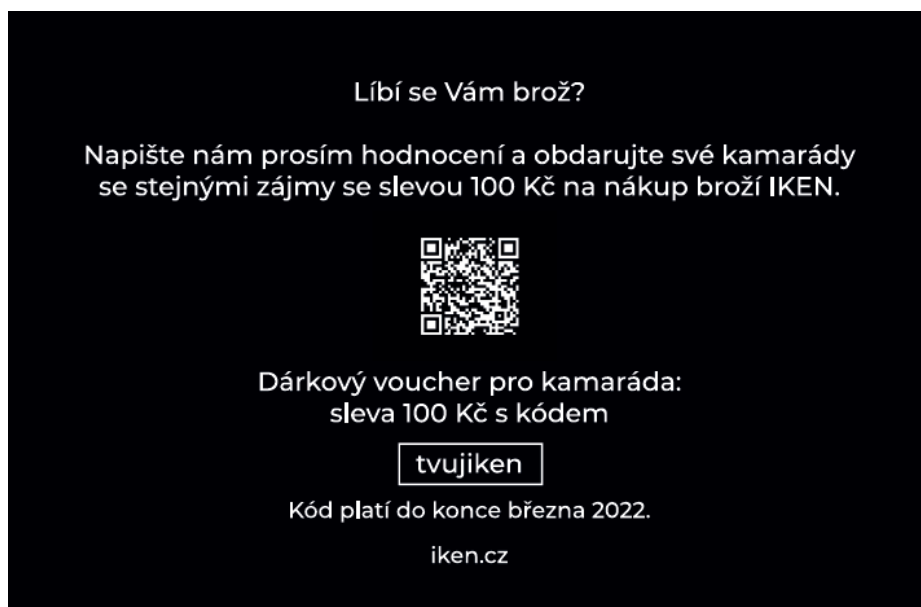 Líbí se Vám brož?
Napište nám prosím hodnocení a obdarujte své kamarády
se stejnými zájmy se slevou 100 Kč na nákup broží IKEN.
Dárkový voucher pro kamaráda:
sleva 100 Kč s kódem
tvujiken
Kód platí do konce března 2022.
iken.cz